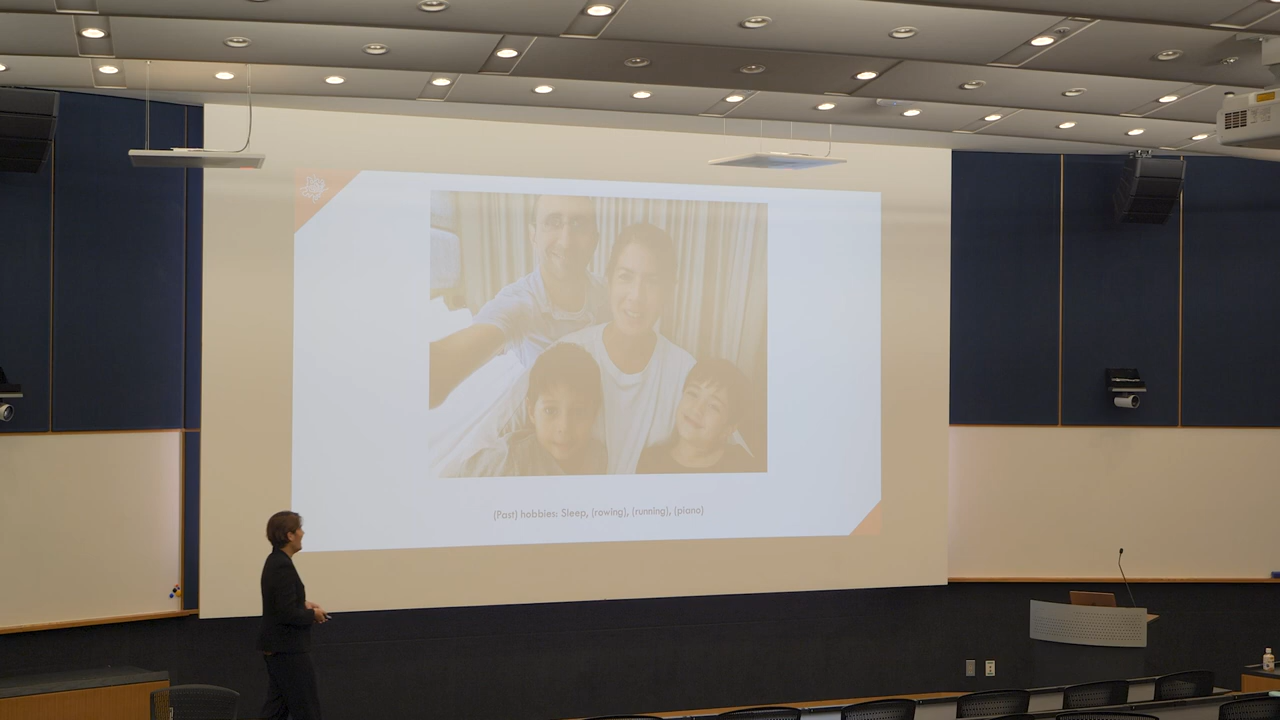 (Past) hobbies: Sleep, (rowing), (running), (piano)